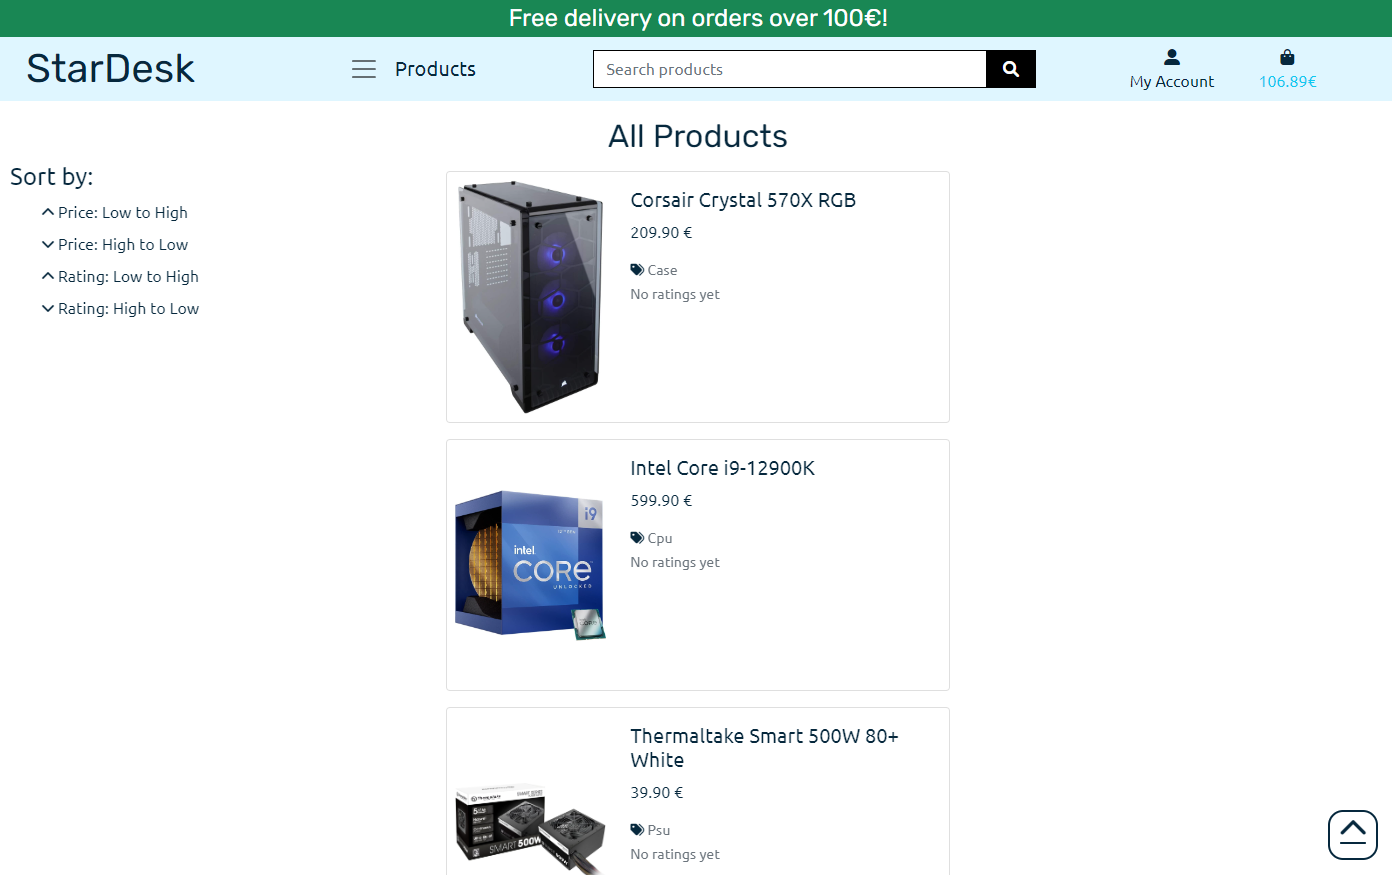 Free delivery on orders over 100€!
StarDesk
Products
Search products
My Account
106.89€
All Products
Sort by:
Price: Low to High
Price: High to Low
Rating: Low to High
Rating: High to Low
Corsair Crystal 570X RGB
209.90 €
Case
No ratings yet
Intel Core i9-12900K
599.90 €
Cpu
No ratings yet
i9
intel.
CORE
UNLOCKED
Thermaltake Smart 500W 80+
White
39.90 €
Psu
No ratings yet
SMART 500W